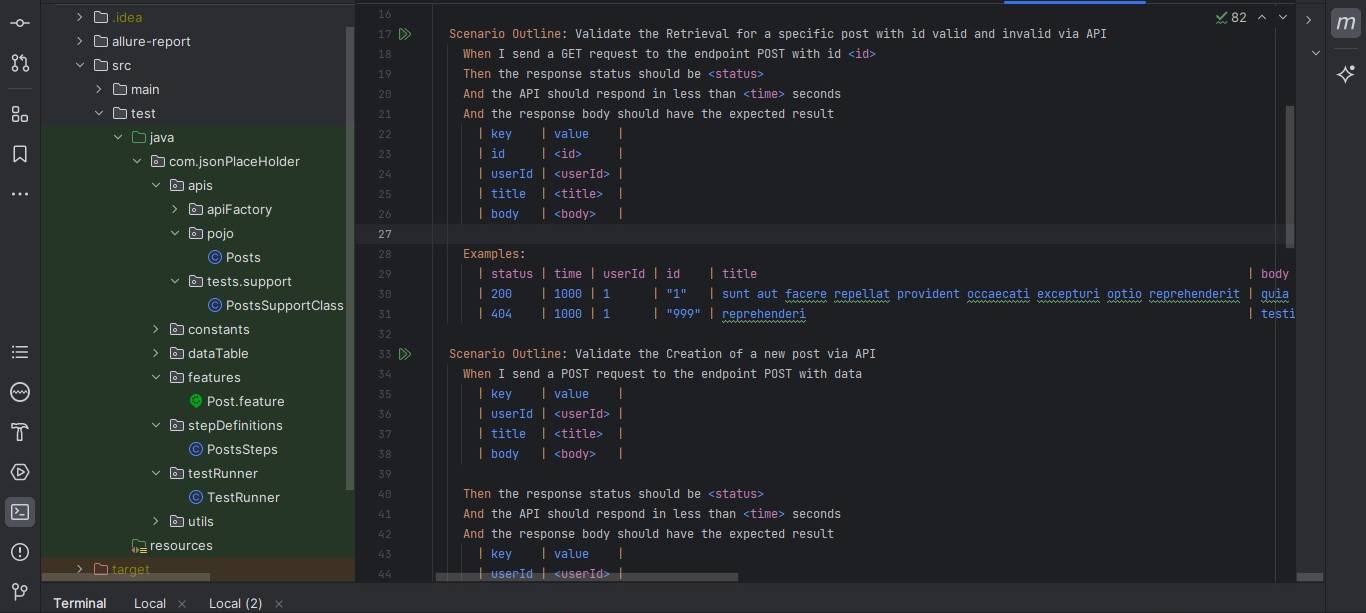 .idea
allure-report
src
main
test
java
com.jsonPlaceHolder
apis
apiFactory
pojo
Posts
tests.support
PostsSupportClass
constants
dataTable
features
Post.feature
stepDefinitions
PostsSteps
testRunner
TestRunner
utils
resources
target
82
m
16
17 Scenario Outline: Validate the Retrieval for a specific post with id valid and invalid via API
18 When I send a GET request to the endpoint POST with id <id>
19 Then the response status should be <status>
20 And the API should respond in less than <time> seconds
21 And the response body should have the expected result
22 | key | value |
23 | id | <id> |
24 | userId | <userId> |
25 | title | <title> |
26 | body | <body> |
27
28 Examples:
29 | status | time | userId | id | title | body
30 | 200 | 1000 | 1 | "1" | sunt aut facere repellat provident occaecati excepturi optio reprehenderit | quia
31 | 404 | 1000 | 1 | "999" | reprehenderi | testi
32
33 Scenario Outline: Validate the Creation of a new post via API
34 When I send a POST request to the endpoint POST with data
35 | key | value |
36 | userId | <userId> |
37 | title | <title> |
38 | body | <body> |
39
40 Then the response status should be <status>
41 And the API should respond in less than <time> seconds
42 And the response body should have the expected result
43 | key | value |
44 | userId | <userId> |
Terminal Local × Local (2) ×